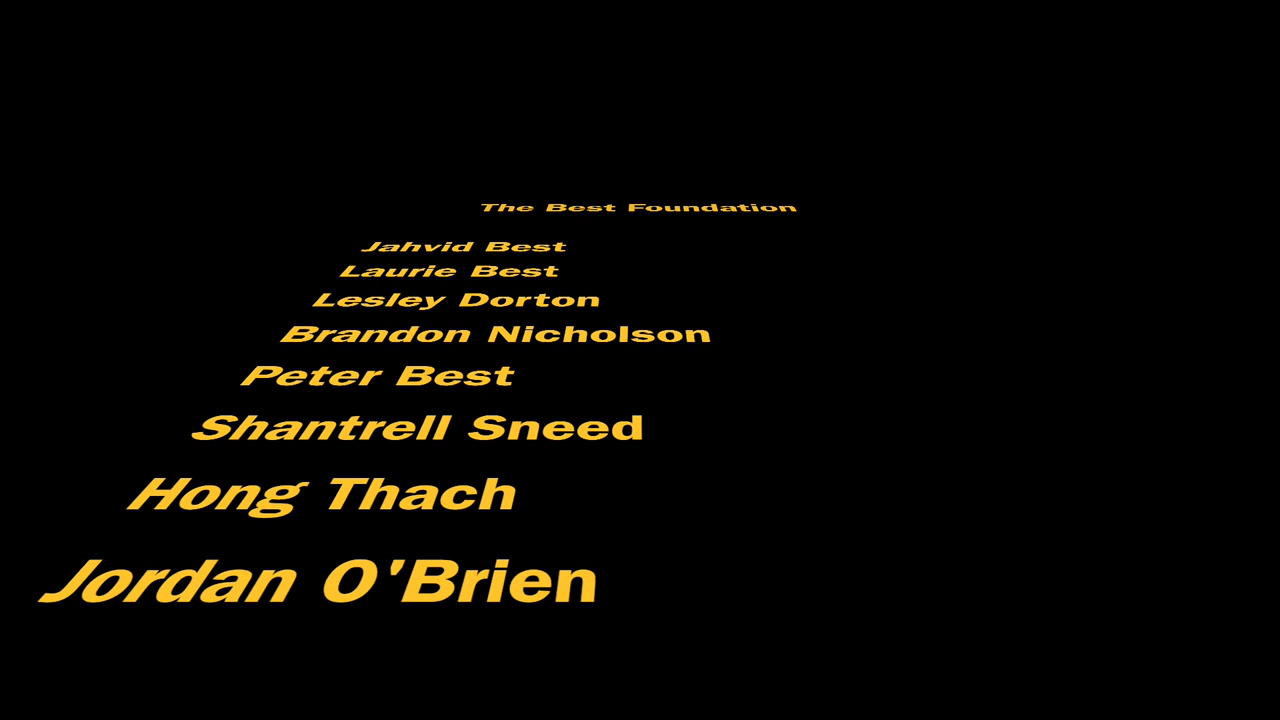 The Best Foundation
Jahvid Best
Laurie Best
Lesley Dorton
Brandon Nicholson
Peter Best
Shantrell Sneed
Hong Thach
Jordan O'Brien